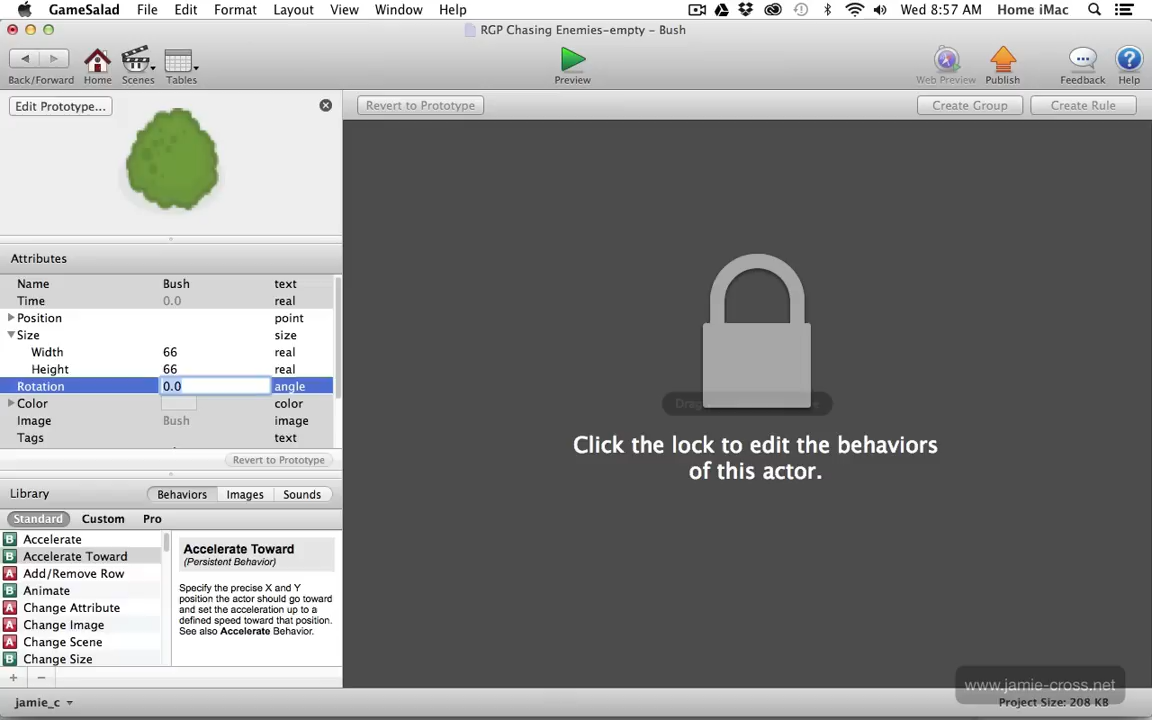 GameSalad File Edit Format Layout View Window Help Wed 8:57 AM Home iMac
RGP Chasing Enemies-empty - Bush
Back/Forward Home Scenes Tables Preview Web Preview Publish Feedback Help
Edit Prototype... Revert to Prototype Create Group Create Rule
Attributes
Name Bush text
Time 0.0 real
Position point
Size size
Width 66 real
Height 66 real
Rotation 0.0 angle
Color color
Image Bush image
Tags text
Revert to Prototype
Click the lock to edit the behaviors
of this actor.
Library Behaviors Images Sounds
Standard Custom Pro
B Accelerate
B Accelerate Toward
A Add/Remove Row
B Animate
A Change Attribute
A Change Image
A Change Scene
B Change Size
Accelerate Toward
(Persistent Behavior)
Specify the precise X and Y
position the actor should go toward
and set the acceleration up to a
defined speed toward that position.
See also Accelerate Behavior.
+ −
jamie_c
www.jamie-cross.net
Project Size: 208 KB